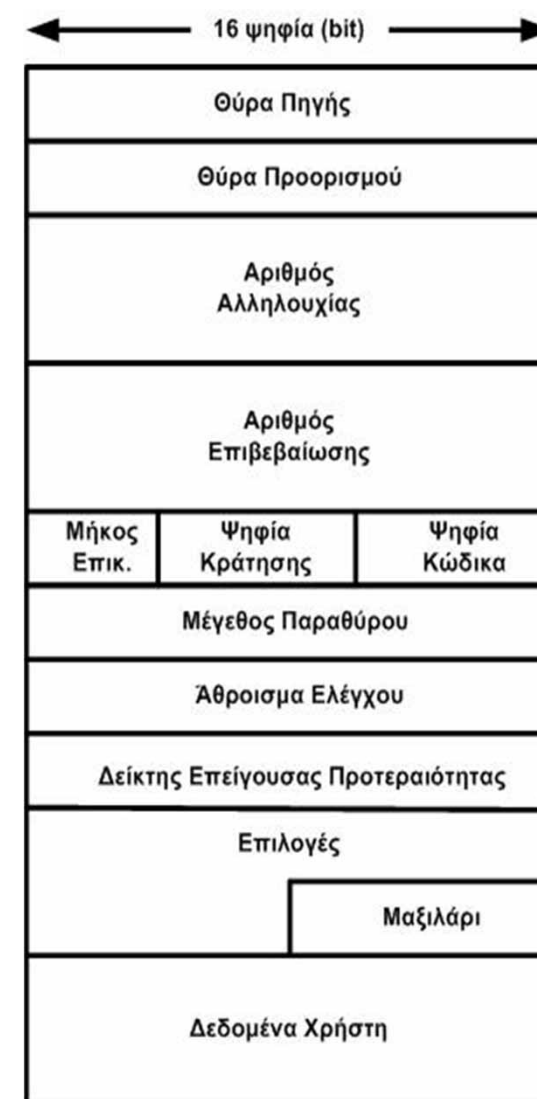 16 ψηφία (bit)
Θύρα Πηγής
Θύρα Προορισμού
Αριθμός
Αλληλουχίας
Αριθμός
Επιβεβαίωσης
Μήκος
Επικ.
Ψηφία
Κράτησης
Ψηφία
Κώδικα
Μέγεθος Παραθύρου
Άθροισμα Ελέγχου
Δείκτης Επείγουσας Προτεραιότητας
Επιλογές
Μαξιλάρι
Δεδομένα Χρήστη